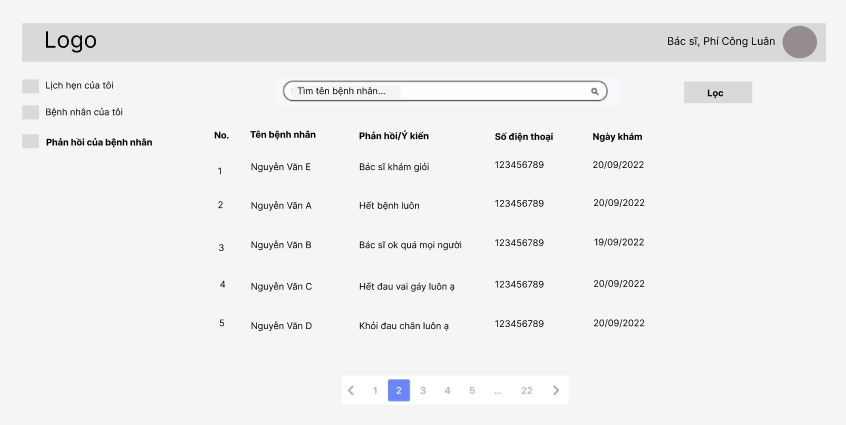 Logo
Bác sĩ, Phí Công Luân
Lịch hẹn của tôi
Bệnh nhân của tôi
Phản hồi của bệnh nhân
Tìm tên bệnh nhân...
Lọc
No. Tên bệnh nhân Phản hồi/Ý kiến Số điện thoại Ngày khám
1 Nguyễn Văn E Bác sĩ khám giỏi 123456789 20/09/2022
2 Nguyễn Văn A Hết bệnh luôn 123456789 20/09/2022
3 Nguyễn Văn B Bác sĩ ok quá mọi người 123456789 19/09/2022
4 Nguyễn Văn C Hết đau vai gáy luôn ạ 123456789 20/09/2022
5 Nguyễn Văn D Khỏi đau chân luôn ạ 123456789 20/09/2022
1 2 3 4 5 ... 22